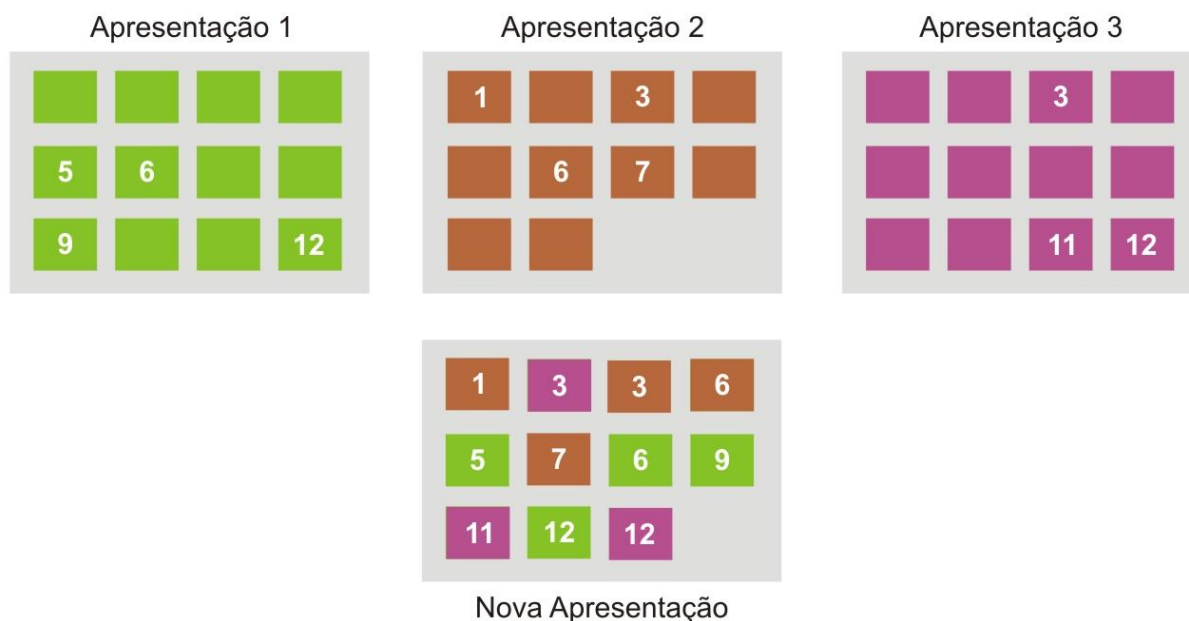 Apresentação 1 Apresentação 2 Apresentação 3
1 3 3
5 6 6 7
9 12 11 12
1 3 3 6
5 7 6 9
11 12 12
Nova Apresentação